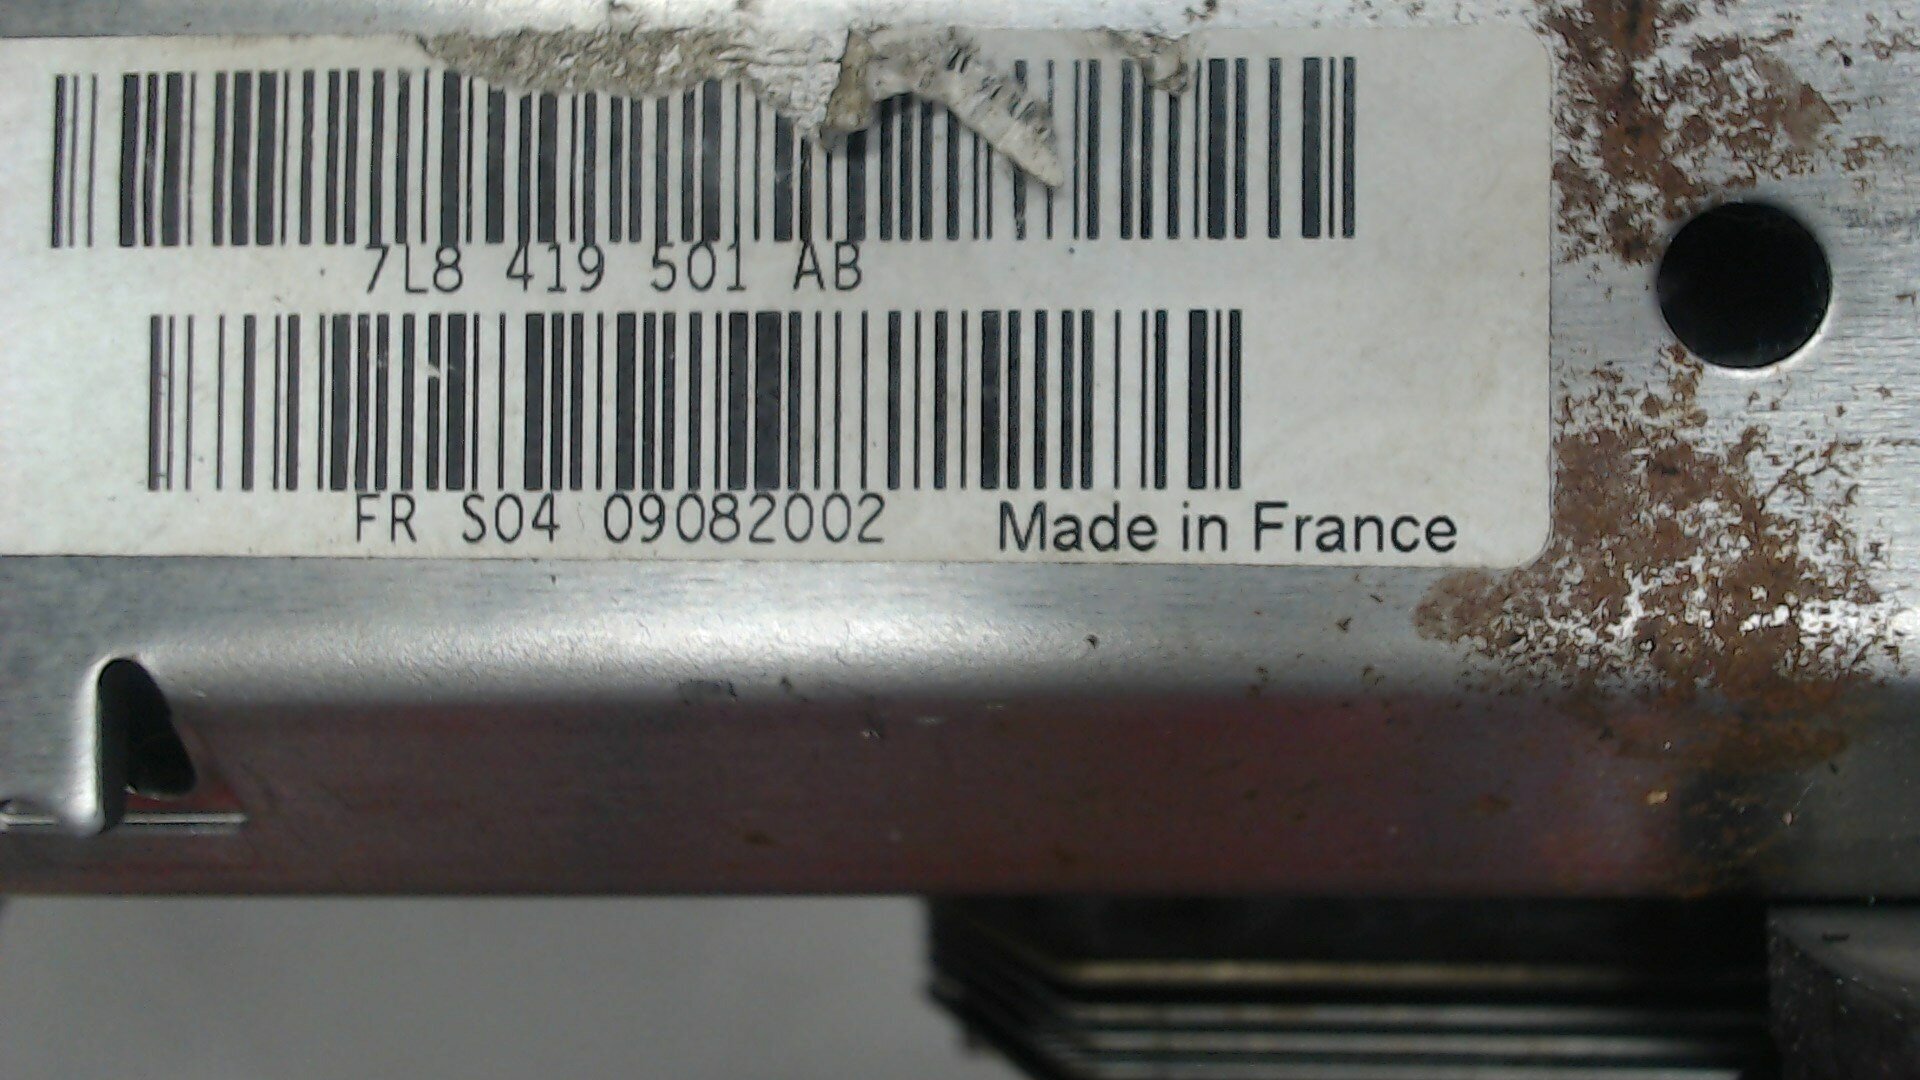 7L8 419 501 AB
FR S04 09082002 Made in France